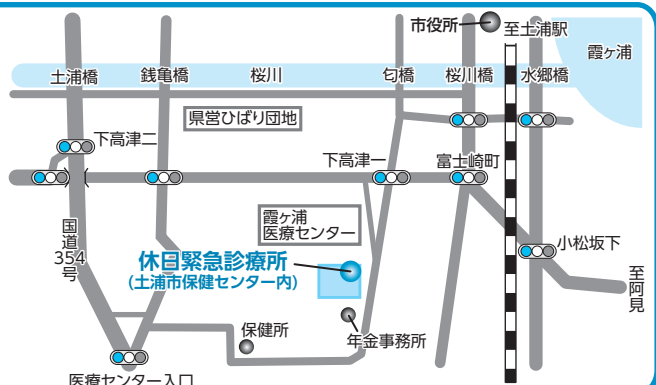 市役所
至土浦駅
霞ヶ浦
土浦橋
銭亀橋
桜川
匂橋
桜川橋
水郷橋
県営ひばり団地
下高津二
下高津一
富士崎町
国道
354
号
霞ヶ浦
医療センター
小松坂下
休日緊急診療所
(土浦市保健センター内)
至阿見
保健所
年金事務所
医療センター入口